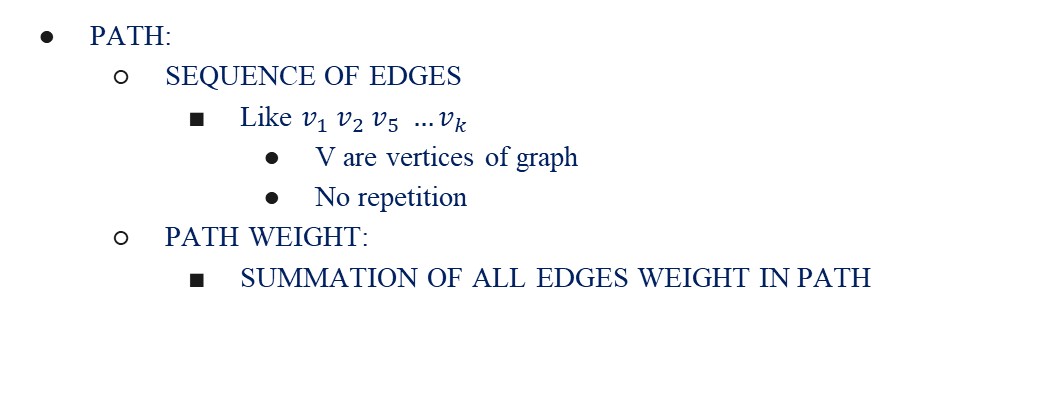 ● PATH:
○ SEQUENCE OF EDGES
■ Like v₁ v₂ v₅ … vₖ
● V are vertices of graph
● No repetition
○ PATH WEIGHT:
■ SUMMATION OF ALL EDGES WEIGHT IN PATH